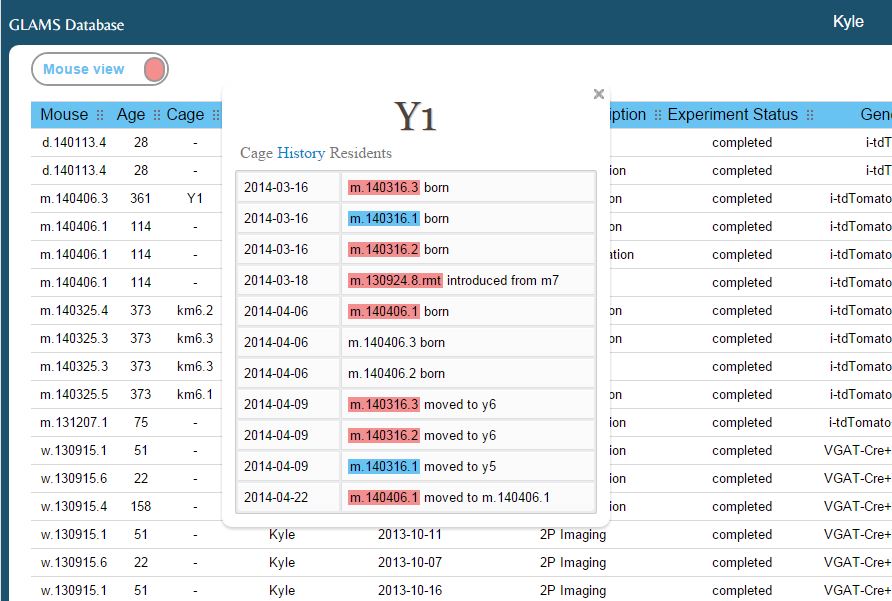 GLAMS Database
Kyle
Mouse view
Mouse Age Cage iption Experiment Status Gen
d.140113.4 28 - completed i-tdT
d.140113.4 28 - ion completed i-tdT
m.140406.3 361 Y1 on completed i-tdTomato
m.140406.1 114 - on completed i-tdTomato
m.140406.1 114 - ation completed i-tdTomato
m.140406.1 114 - completed i-tdTomato
m.140325.4 373 km6.2 on completed i-tdTomato
m.140325.3 373 km6.3 on completed i-tdTomato
m.140325.3 373 km6.3 completed i-tdTomato
m.140325.5 373 km6.1 on completed i-tdTomato
m.131207.1 75 - ion completed i-tdTomato
w.130915.1 51 - ion completed VGAT-Cre+
w.130915.6 22 - ion completed VGAT-Cre+
w.130915.4 158 - ion completed VGAT-Cre+
w.130915.1 51 - Kyle 2013-10-11 2P Imaging completed VGAT-Cre+
w.130915.6 22 - Kyle 2013-10-07 2P Imaging completed VGAT-Cre+
w.130915.1 51 - Kyle 2013-10-16 2P Imaging completed VGAT-Cre+
Y1
Cage History Residents
2014-03-16 m.140316.3 born
2014-03-16 m.140316.1 born
2014-03-16 m.140316.2 born
2014-03-18 m.130924.8.rmt introduced from m7
2014-04-06 m.140406.1 born
2014-04-06 m.140406.3 born
2014-04-06 m.140406.2 born
2014-04-09 m.140316.3 moved to y6
2014-04-09 m.140316.2 moved to y6
2014-04-09 m.140316.1 moved to y5
2014-04-22 m.140406.1 moved to m.140406.1